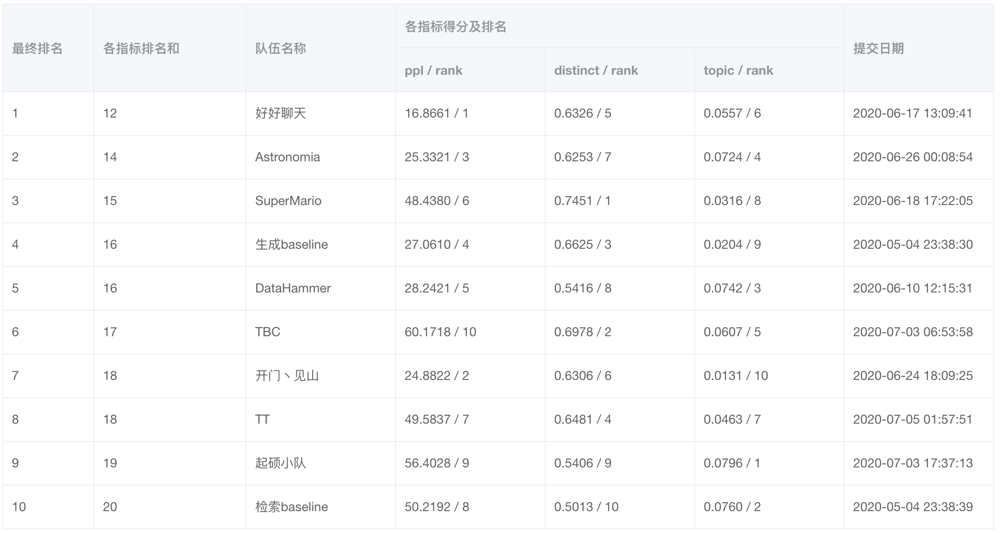 最终排名 各指标排名和 队伍名称 各指标得分及排名 提交日期
ppl / rank distinct / rank topic / rank
1 12 好好聊天 16.8661 / 1 0.6326 / 5 0.0557 / 6 2020-06-17 13:09:41
2 14 Astronomia 25.3321 / 3 0.6253 / 7 0.0724 / 4 2020-06-26 00:08:54
3 15 SuperMario 48.4380 / 6 0.7451 / 1 0.0316 / 8 2020-06-18 17:22:05
4 16 生成baseline 27.0610 / 4 0.6625 / 3 0.0204 / 9 2020-05-04 23:38:30
5 16 DataHammer 28.2421 / 5 0.5416 / 8 0.0742 / 3 2020-06-10 12:15:31
6 17 TBC 60.1718 / 10 0.6978 / 2 0.0607 / 5 2020-07-03 06:53:58
7 18 开门丶见山 24.8822 / 2 0.6306 / 6 0.0131 / 10 2020-06-24 18:09:25
8 18 TT 49.5837 / 7 0.6481 / 4 0.0463 / 7 2020-07-05 01:57:51
9 19 起硕小队 56.4028 / 9 0.5406 / 9 0.0796 / 1 2020-07-03 17:37:13
10 20 检索baseline 50.2192 / 8 0.5013 / 10 0.0760 / 2 2020-05-04 23:38:39